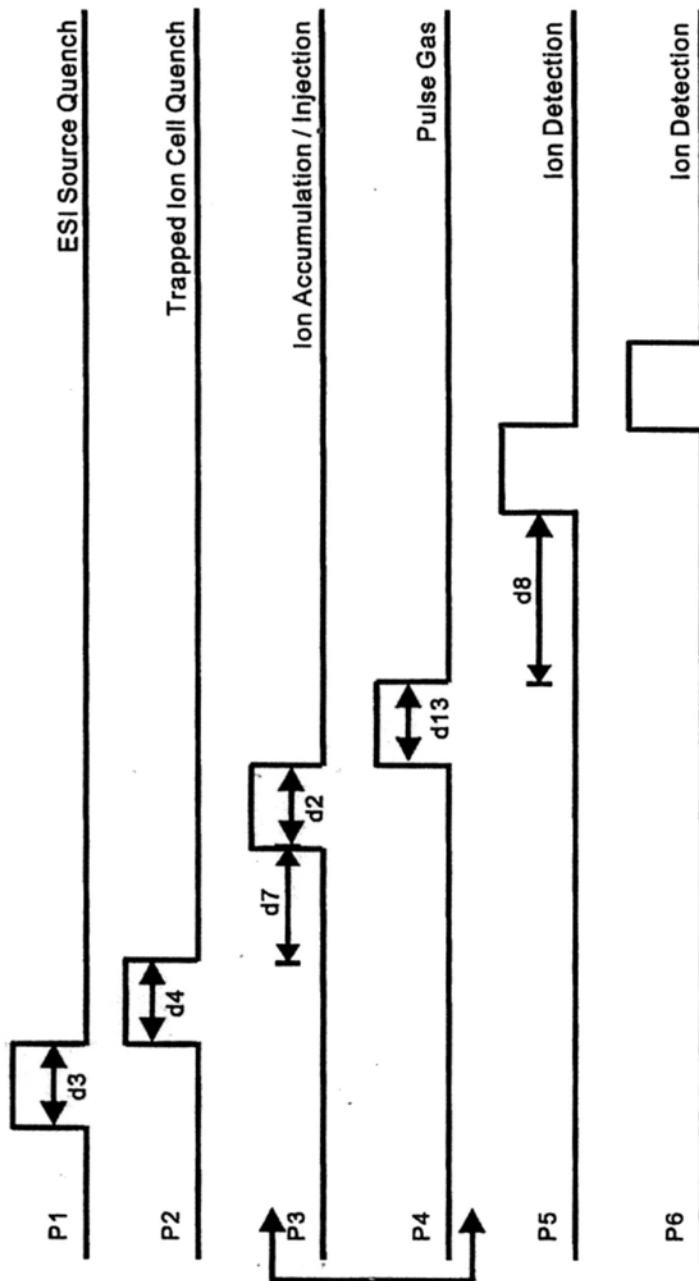 P1
d3
ESI Source Quench
P2
d4
Trapped Ion Cell Quench
P3
d7
d2
Ion Accumulation / Injection
P4
d13
Pulse Gas
P5
d8
Ion Detection
P6
Ion Detection